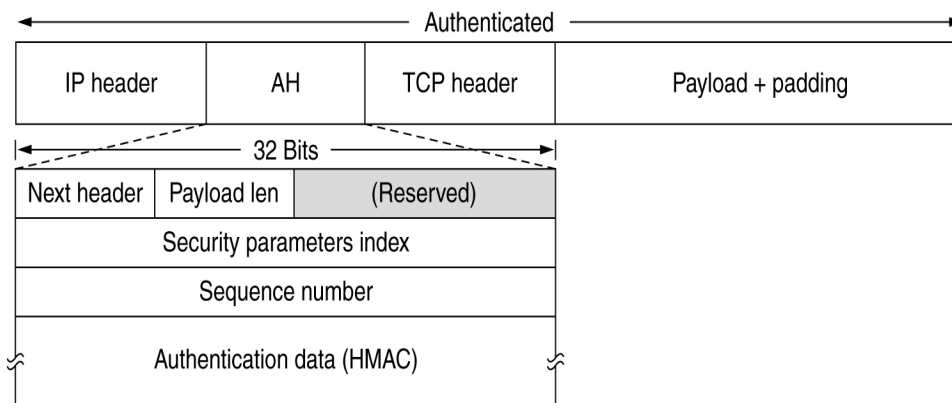 Authenticated
IP header AH TCP header Payload + padding
32 Bits
Next header Payload len (Reserved)
Security parameters index
Sequence number
Authentication data (HMAC)